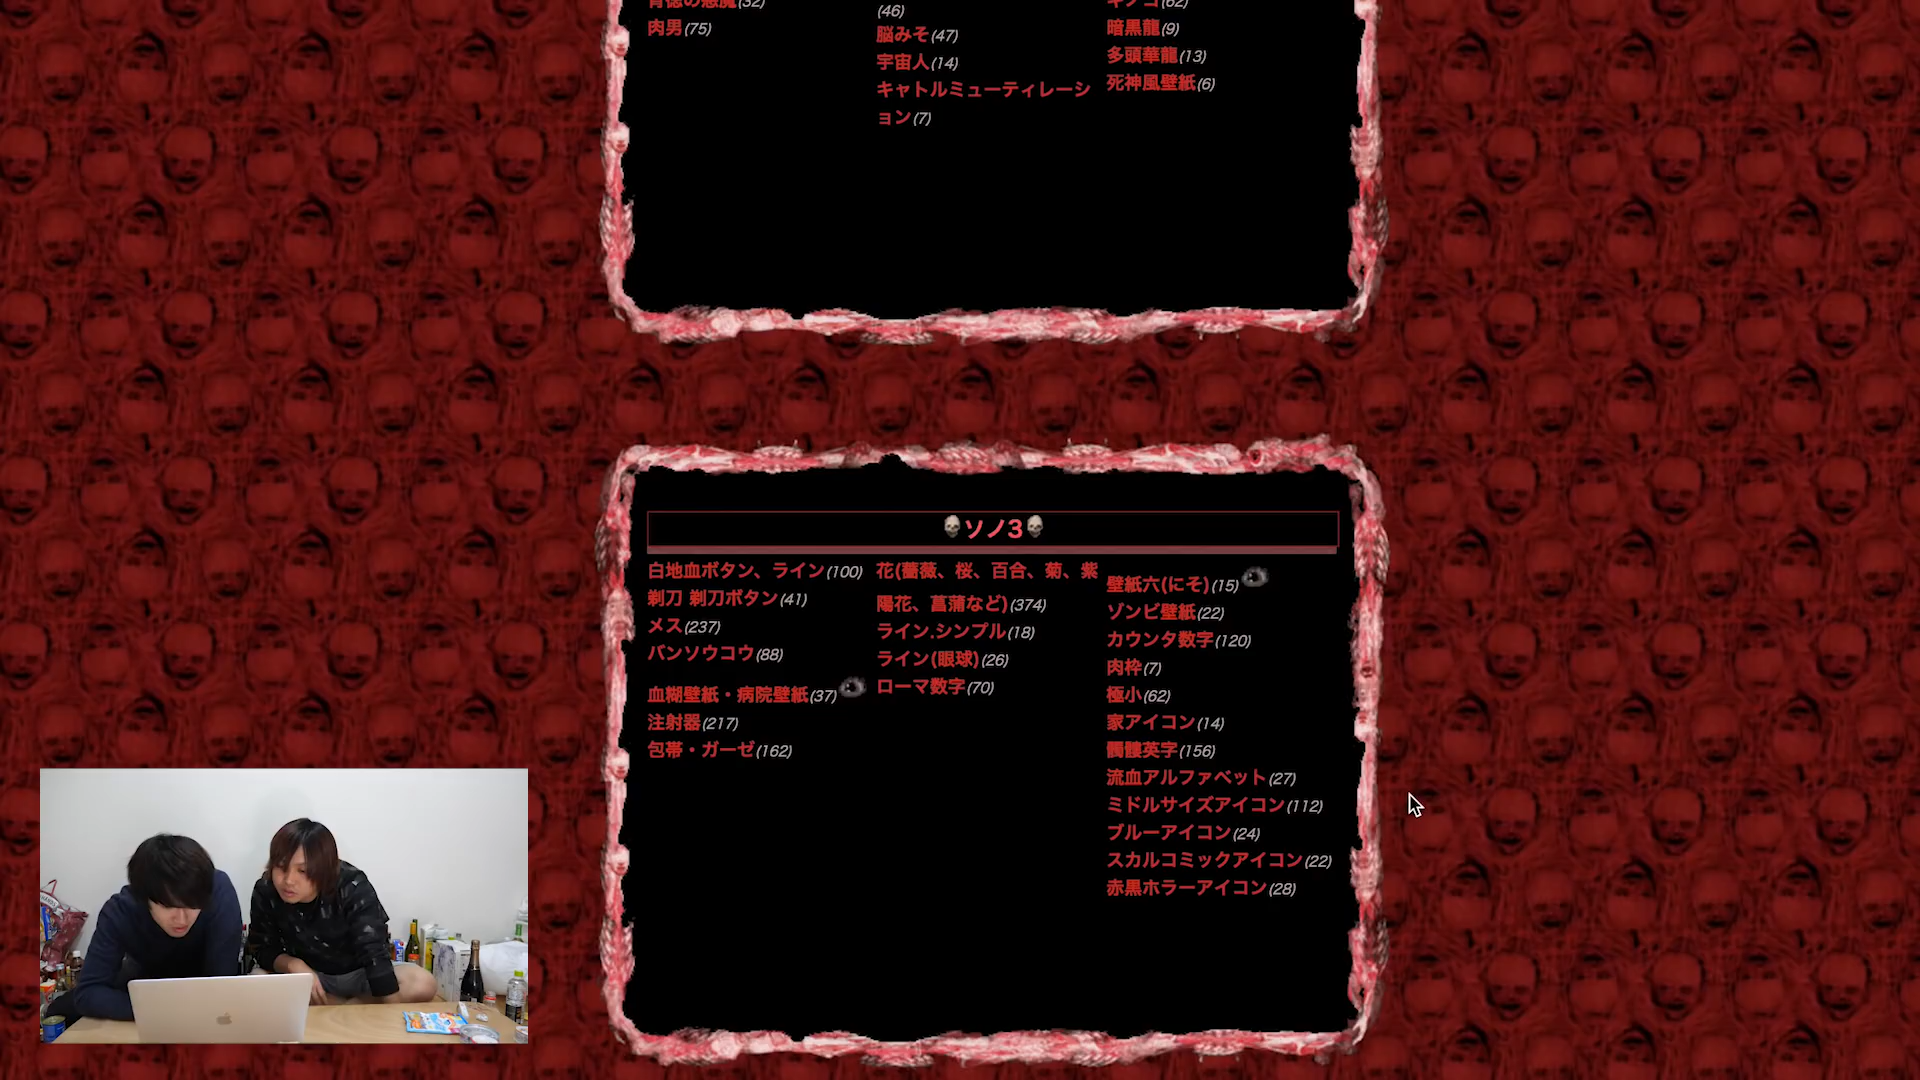 背徳の悪魔(32)
肉男(75)
(46)
脳みそ(47)
宇宙人(14)
キャトルミューティレーシ
ョン(7)
キノコ(62)
暗黒龍(9)
多頭華龍(13)
死神風壁紙(6)
ソノ3
白地血ボタン、ライン(100)
剃刀 剃刀ボタン(41)
メス(237)
バンソウコウ(88)
血糊壁紙・病院壁紙(37)
注射器(217)
包帯・ガーゼ(162)
花(薔薇、桜、百合、菊、紫
陽花、菖蒲など)(374)
ライン.シンプル(18)
ライン(眼球)(26)
ローマ数字(70)
壁紙六(にそ)(15)
ゾンビ壁紙(22)
カウンタ数字(120)
肉枠(7)
極小(62)
家アイコン(14)
髑髏英字(156)
流血アルファベット(27)
ミドルサイズアイコン(112)
ブルーアイコン(24)
スカルコミックアイコン(22)
赤黒ホラーアイコン(28)